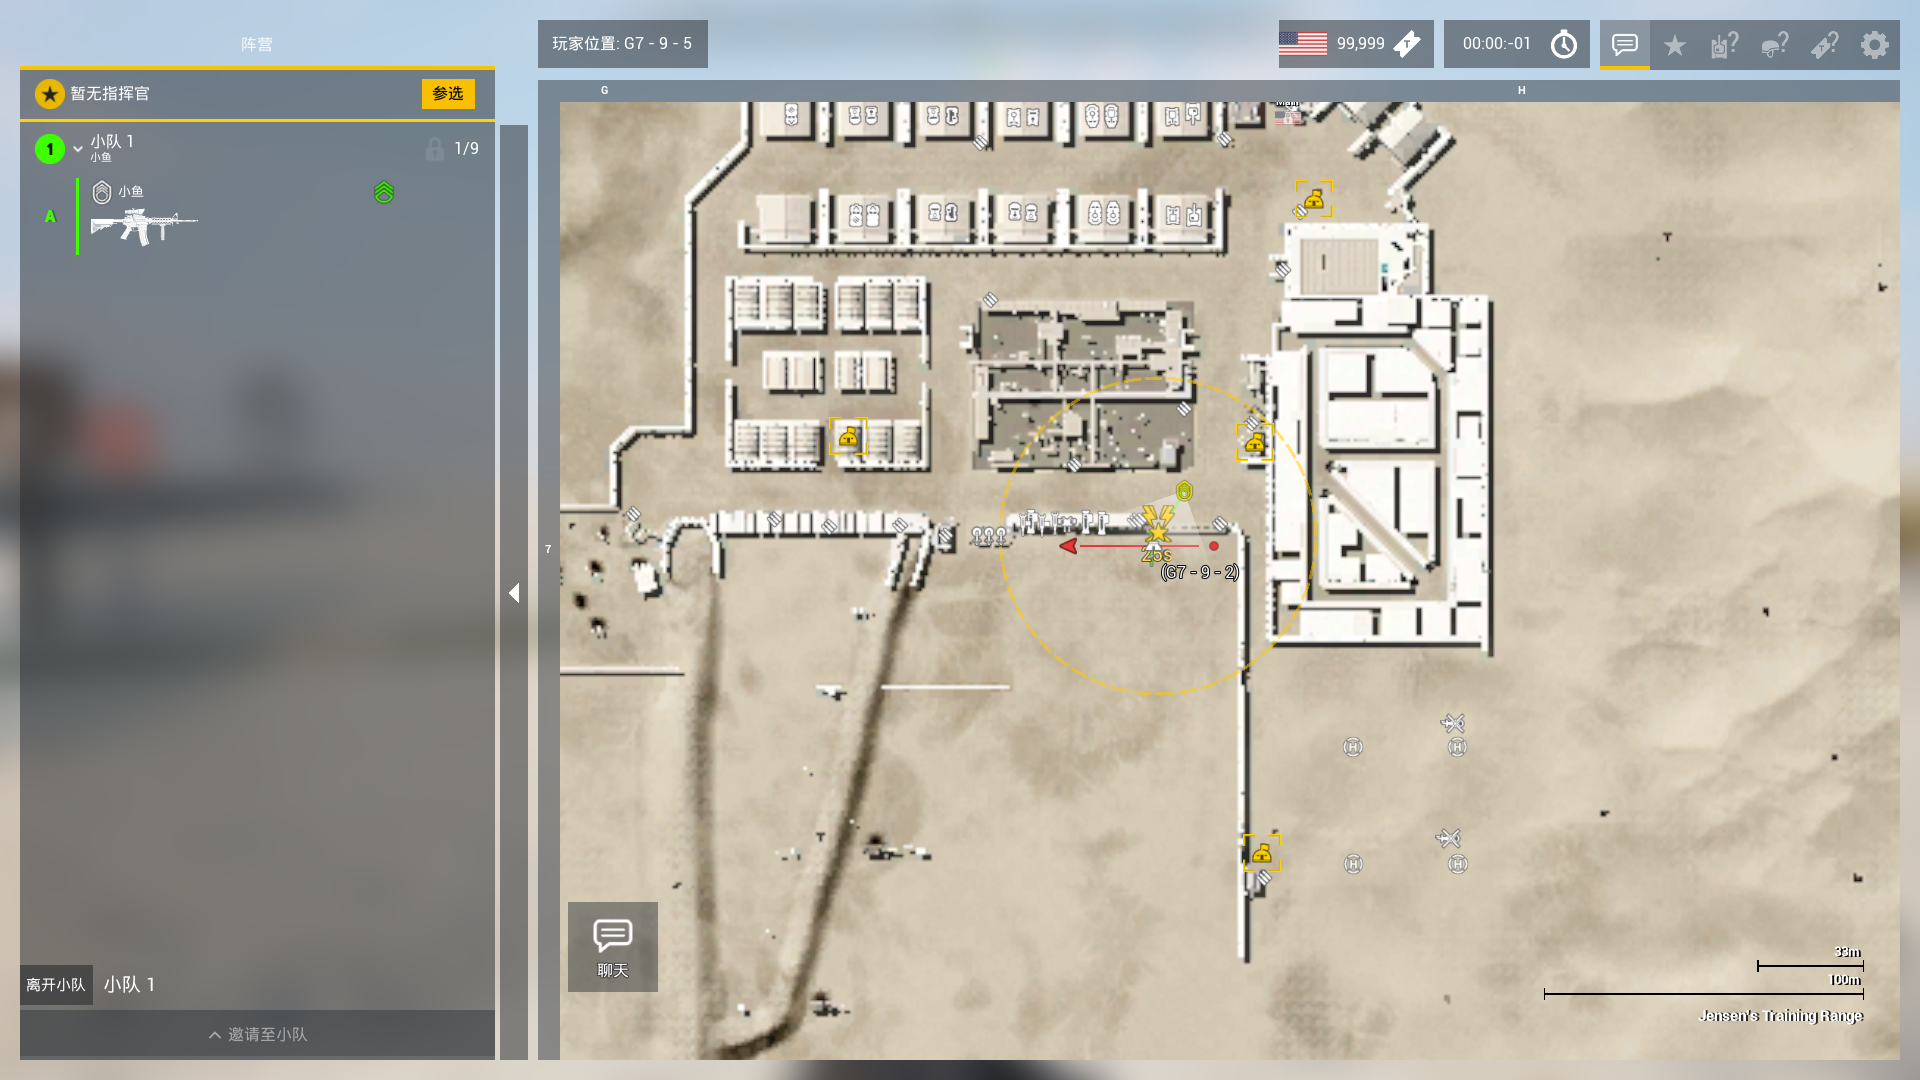 阵营
玩家位置: G7 - 9 - 5
99,999
00:00:-01
暂无指挥官
参选
G
H
Main
1
小队 1
小鱼
1/9
A
小鱼
7
25s
(G7 - 9 - 2)
H
H
H
H
聊天
33m
100m
Jensen's Training Range
离开小队
小队 1
邀请至小队